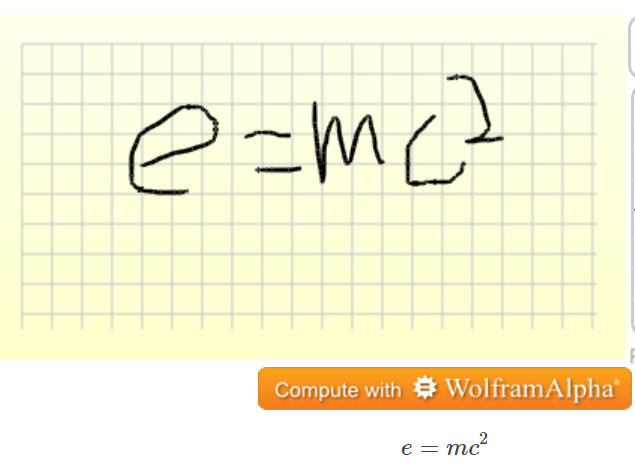 e=mc²
Compute with WolframAlpha
e = mc²